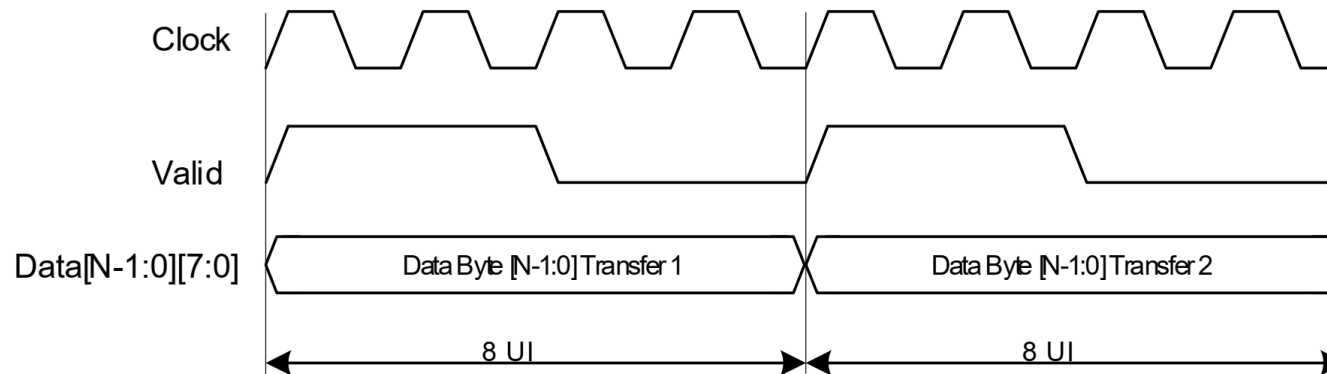 Clock
Valid
Data[N-1:0][7:0]
Data Byte [N-1:0] Transfer 1
Data Byte [N-1:0] Transfer 2
8 UI
8 UI